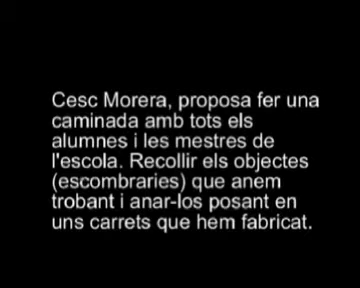 Cesc Morera, proposa fer una
caminada amb tots els
alumnes i les mestres de
l'escola. Recollir els objectes
(escombraries) que anem
trobant i anar-los posant en
uns carrets que hem fabricat.